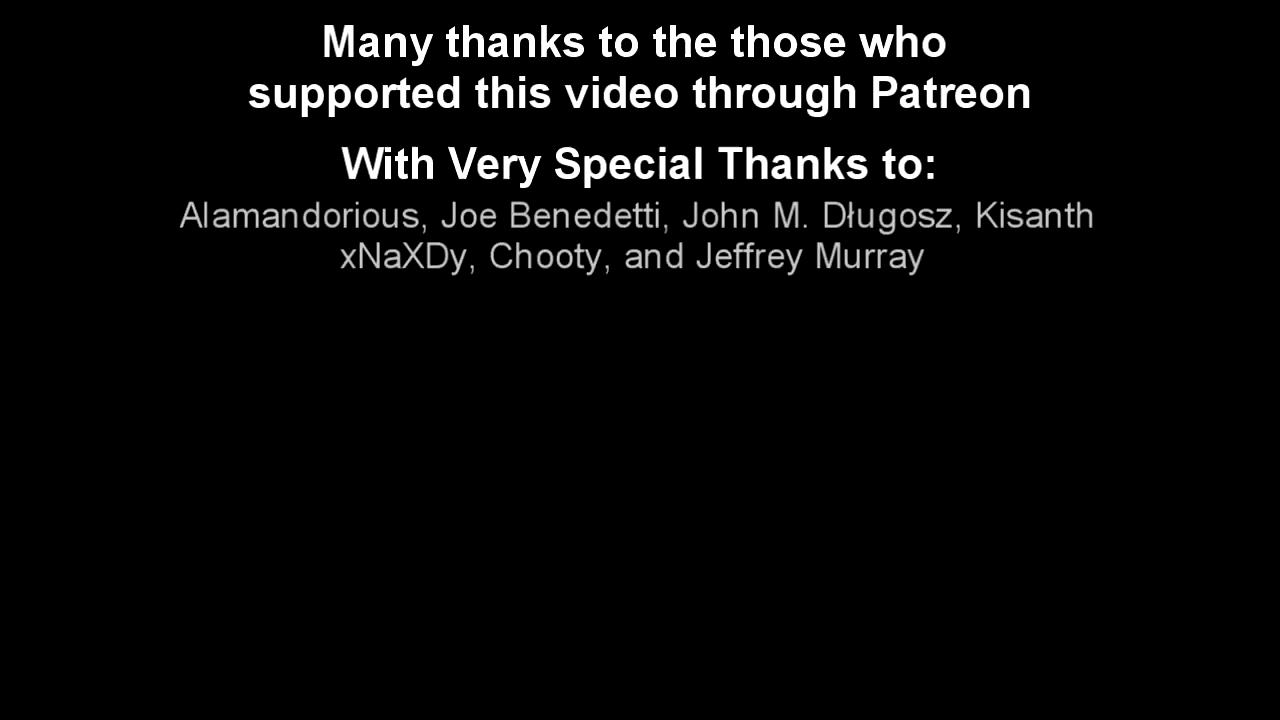 Many thanks to the those who
supported this video through Patreon
With Very Special Thanks to:
Alamandorious, Joe Benedetti, John M. Długosz, Kisanth
xNaXDy, Chooty, and Jeffrey Murray